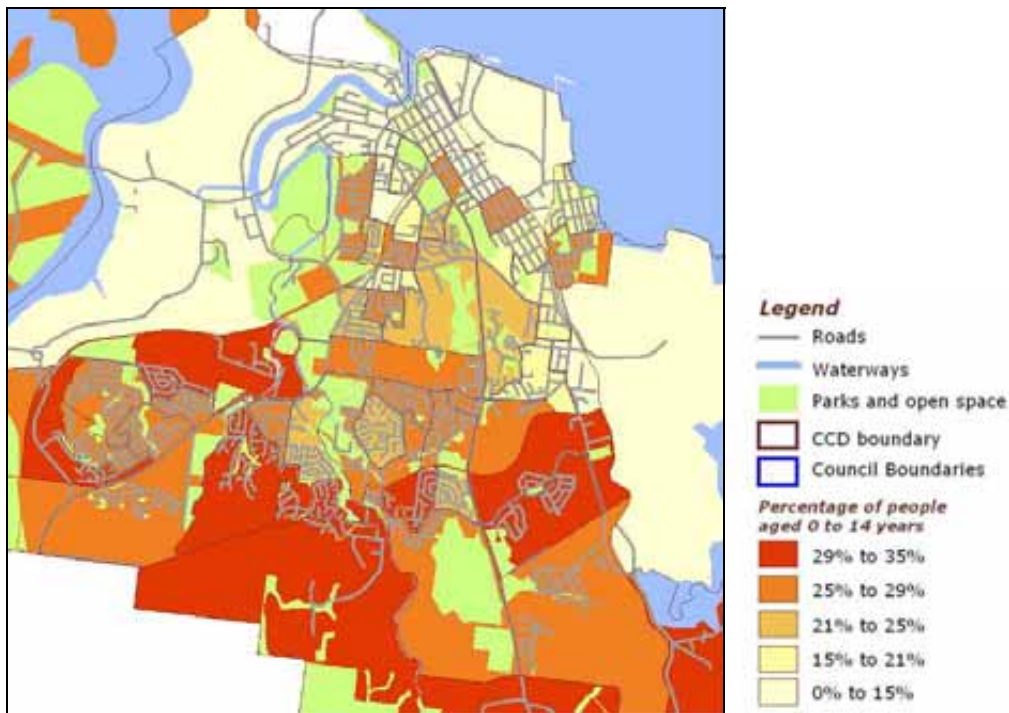 Legend
Roads
Waterways
Parks and open space
CCD boundary
Council Boundaries
Percentage of people
aged 0 to 14 years
29% to 35%
25% to 29%
21% to 25%
15% to 21%
0% to 15%